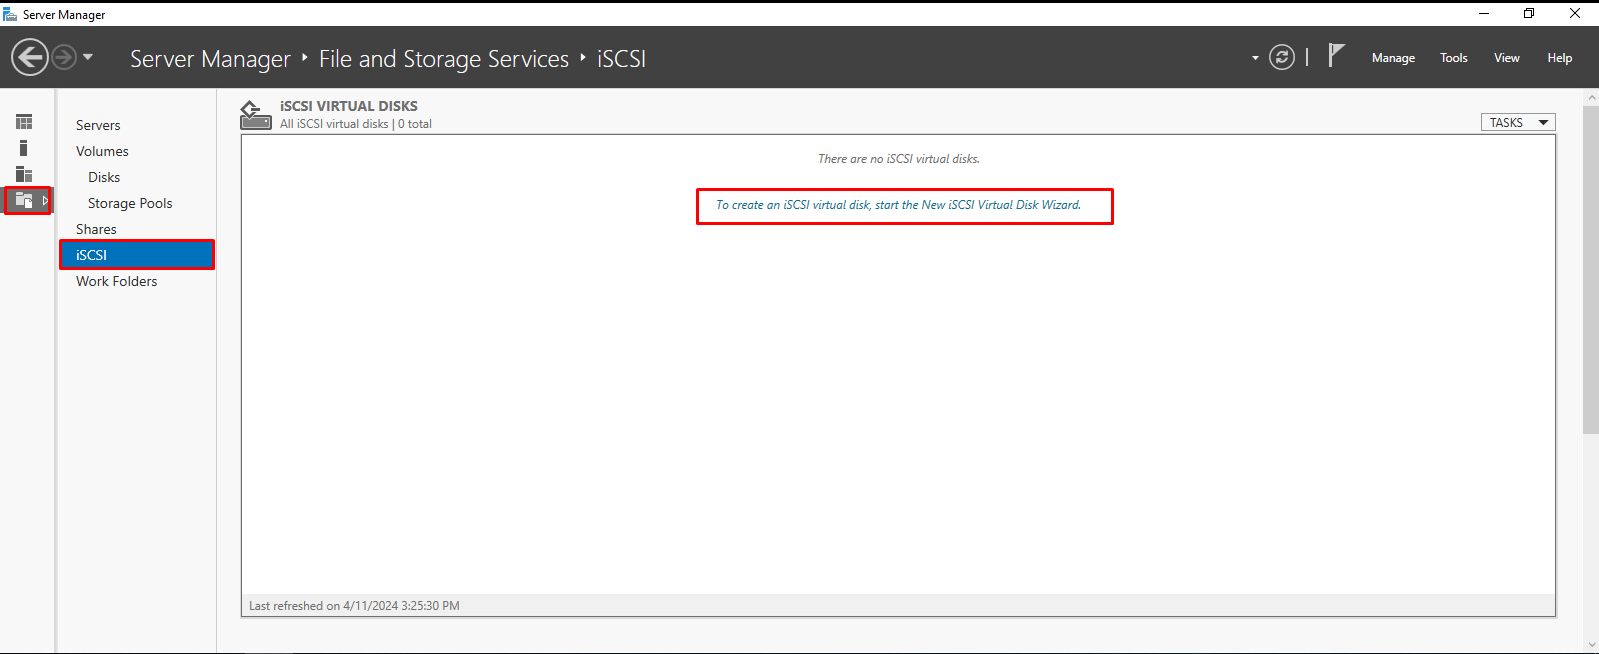 Server Manager
Server Manager ‣ File and Storage Services ‣ iSCSI
Manage Tools View Help
Servers
Volumes
Disks
Storage Pools
Shares
iSCSI
Work Folders
iSCSI VIRTUAL DISKS
All iSCSI virtual disks | 0 total
TASKS
There are no iSCSI virtual disks.
To create an iSCSI virtual disk, start the New iSCSI Virtual Disk Wizard.
Last refreshed on 4/11/2024 3:25:30 PM